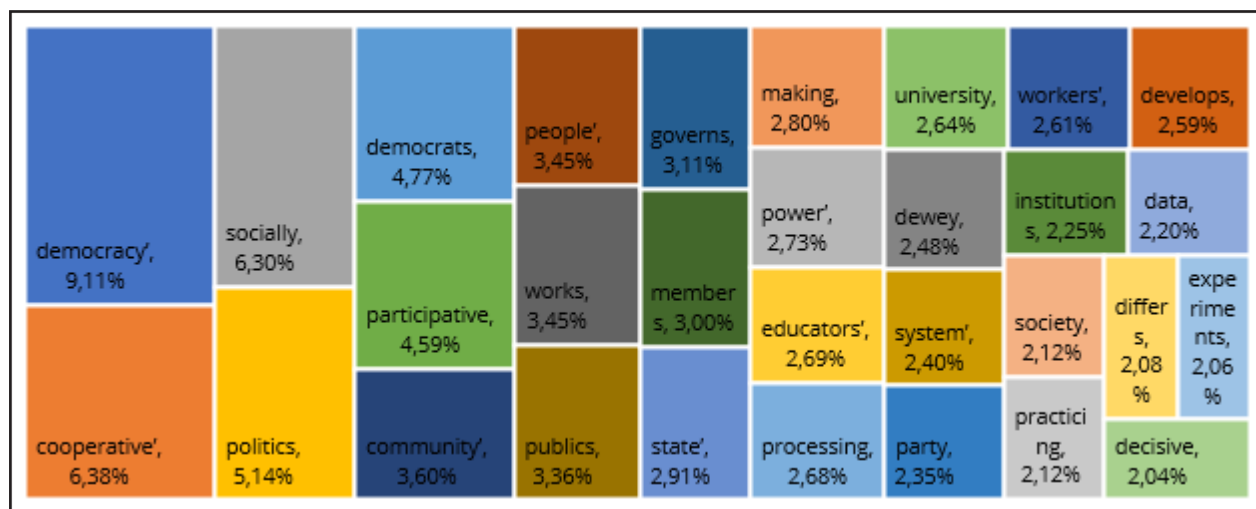 democracy’,
9,11%
cooperative’,
6,38%
socially,
6,30%
politics,
5,14%
democrats,
4,77%
participative,
4,59%
community’,
3,60%
people’,
3,45%
works,
3,45%
publics,
3,36%
governs,
3,11%
member
s, 3,00%
state’,
2,91%
making,
2,80%
power’,
2,73%
educators’,
2,69%
processing,
2,68%
university,
2,64%
dewey,
2,48%
system’,
2,40%
party,
2,35%
workers’,
2,61%
develops,
2,59%
institution
s, 2,25%
data,
2,20%
society,
2,12%
practici
ng,
2,12%
differ
s,
2,08
%
expe
rime
nts,
2,06
%
decisive,
2,04%